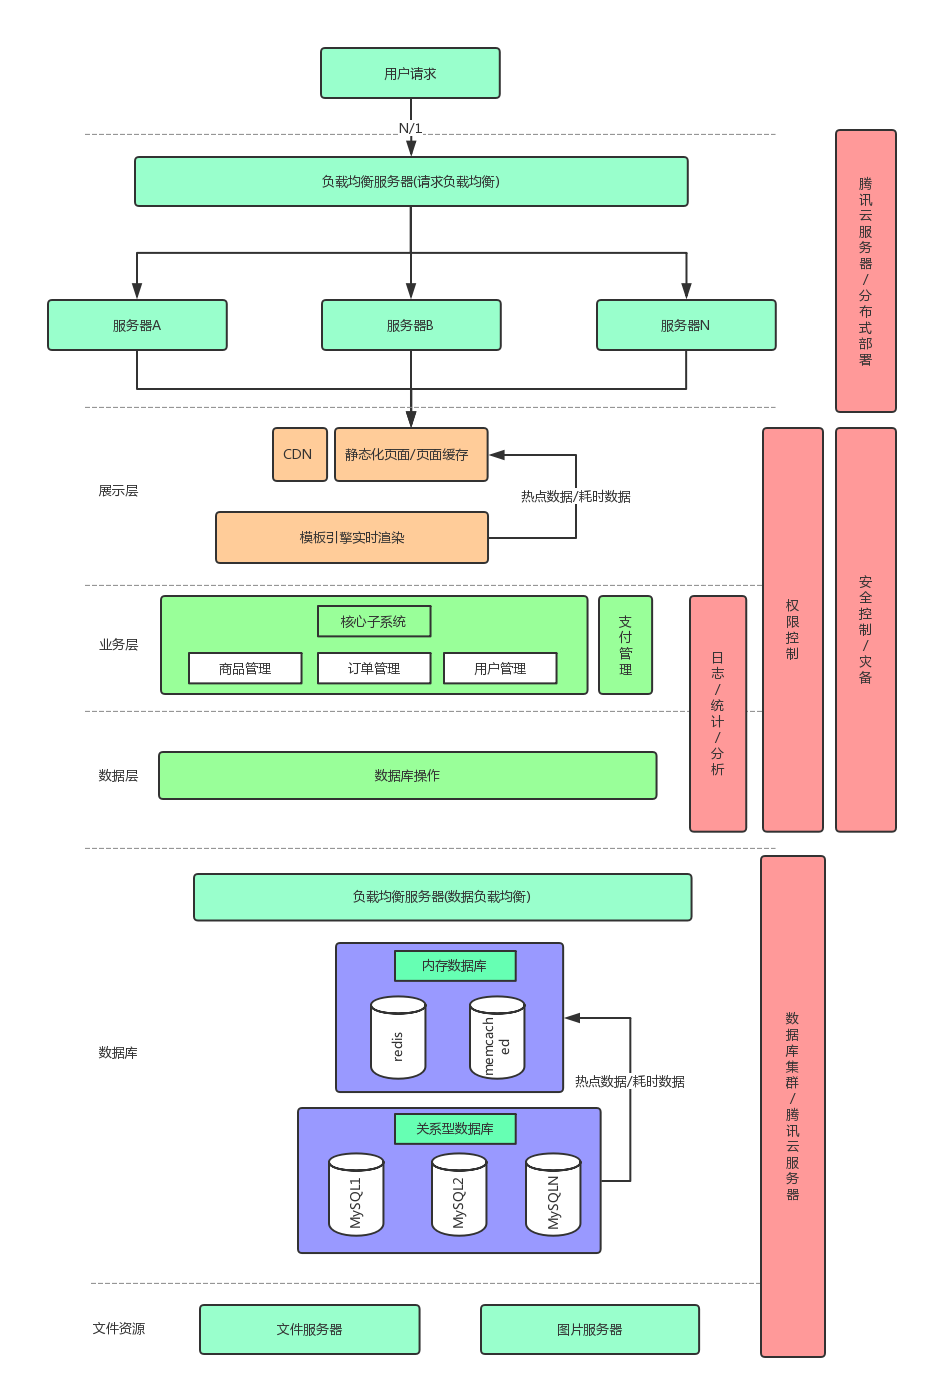 用户请求
N/1
负载均衡服务器(请求负载均衡)
服务器A
服务器B
服务器N
腾讯云服务器/分布式部署
展示层
CDN
静态化页面/页面缓存
热点数据/耗时数据
模板引擎实时渲染
业务层
核心子系统
商品管理
订单管理
用户管理
支付管理
日志/统计/分析
权限控制
安全控制/灾备
数据层
数据库操作
负载均衡服务器(数据负载均衡)
数据库
内存数据库
redis
memcach
ed
热点数据/耗时数据
关系型数据库
MySQL1
MySQL2
MySQLN
数据库集群/腾讯云服务器
文件资源
文件服务器
图片服务器